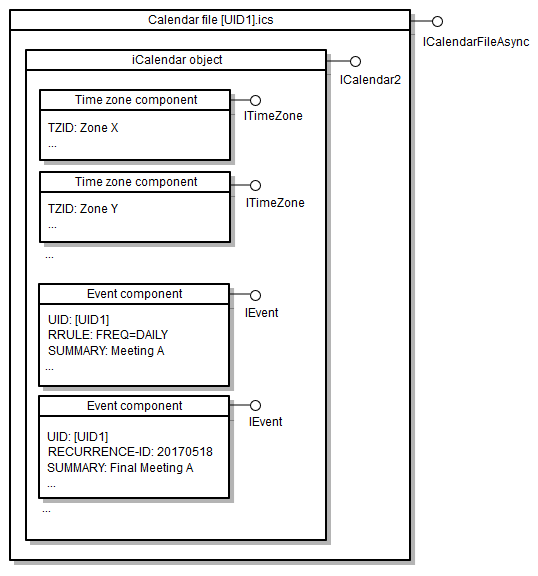 Calendar file [UID1].ics
ICalendarFileAsync
iCalendar object
ICalendar2
Time zone component
ITimeZone
TZID: Zone X
...
Time zone component
ITimeZone
TZID: Zone Y
...
...
Event component
IEvent
UID: [UID1]
RRULE: FREQ=DAILY
SUMMARY: Meeting A
...
Event component
IEvent
UID: [UID1]
RECURRENCE-ID: 20170518
SUMMARY: Final Meeting A
...
...